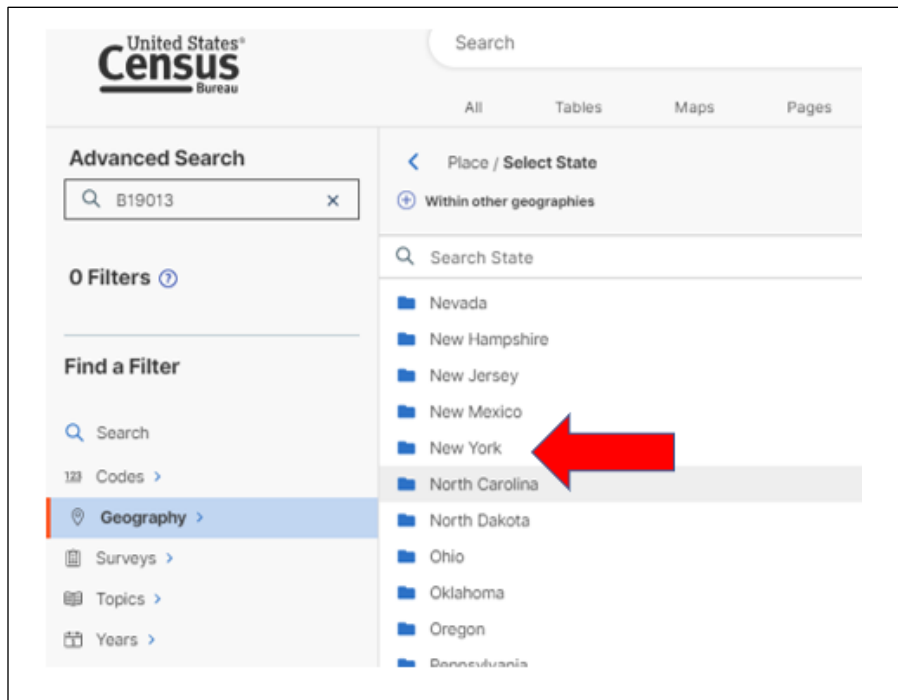 United States®
Census
Bureau
Search
All Tables Maps Pages
Advanced Search
B19013
0 Filters
Find a Filter
Search
123 Codes
Geography
Surveys
Topics
Years
Place / Select State
Within other geographies
Search State
Nevada
New Hampshire
New Jersey
New Mexico
New York
North Carolina
North Dakota
Ohio
Oklahoma
Oregon
Pennsylvania